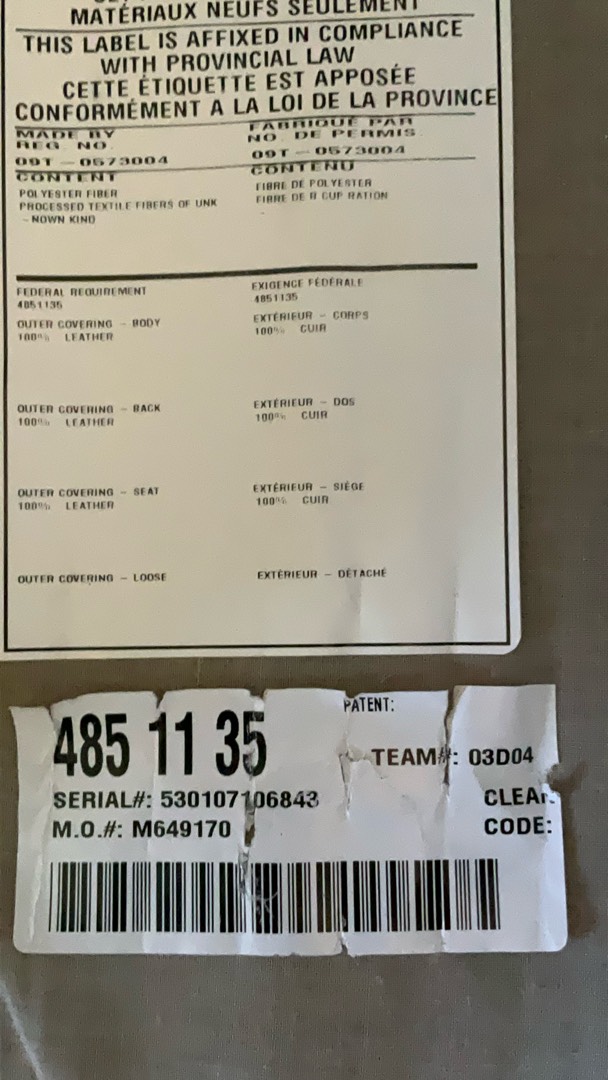 MATÉRIAUX NEUFS SEULEMENT
THIS LABEL IS AFFIXED IN COMPLIANCE
WITH PROVINCIAL LAW
CETTE ÉTIQUETTE EST APPOSÉE
CONFORMÉMENT A LA LOI DE LA PROVINCE
MADE BY
REG NO.
09T - 0573004
FABRIQUÉ PAR
NO. DE PERMIS
09T - 0573004
CONTENT
POLYESTER FIBER
PROCESSED TEXTILE FIBERS OF UNK
- NOWN KIND
CONTENU
FIBRE DE POLYESTER
FIBRE DE R CUP RATION
FEDERAL REQUIREMENT
4851135
EXIGENCE FÉDÉRALE
4851135
OUTER COVERING - BODY
100% LEATHER
EXTÉRIEUR - CORPS
100% CUIR
OUTER COVERING - BACK
100% LEATHER
EXTÉRIEUR - DOS
100% CUIR
OUTER COVERING - SEAT
100% LEATHER
EXTÉRIEUR - SIÈGE
100% CUIR
OUTER COVERING - LOOSE
EXTÉRIEUR - DÉTACHÉ
PATENT:
485 11 35
TEAM#: 03D04
SERIAL#: 530107106843
M.O.#: M649170
CODE: